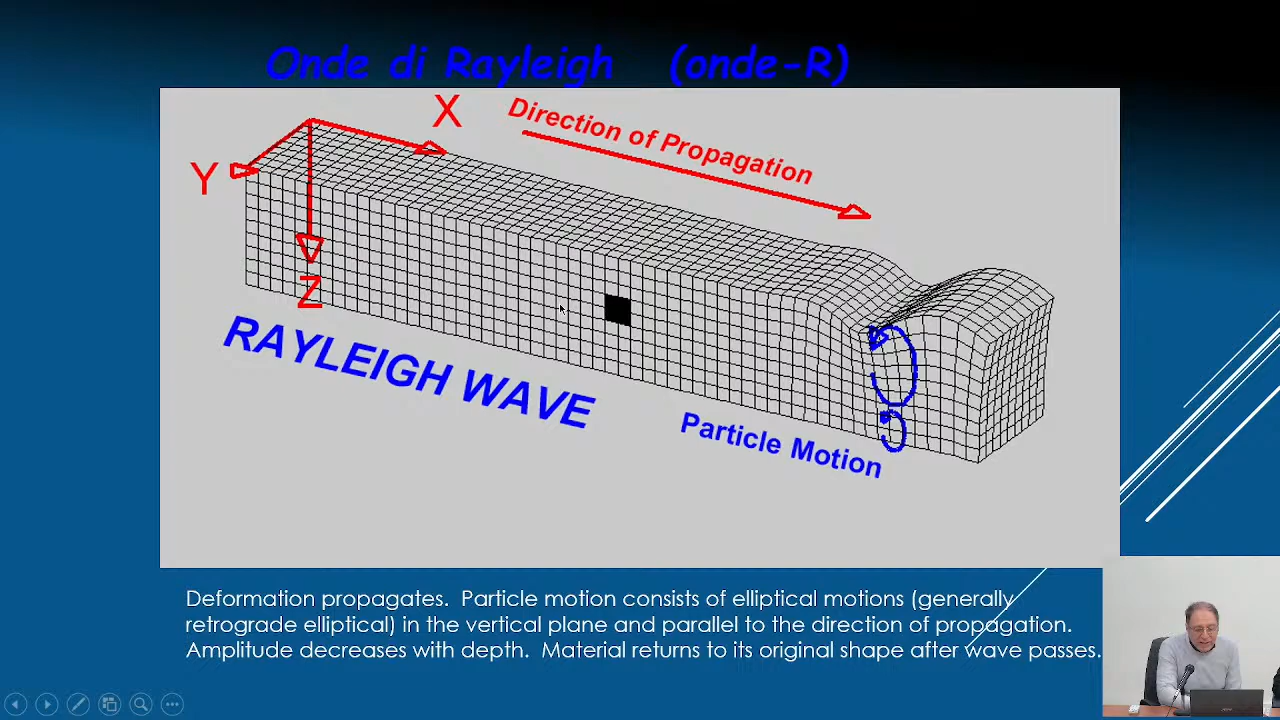 Onde di Rayleigh (onde-R)
X
Direction of Propagation
Y
Z
RAYLEIGH WAVE
Particle Motion
Deformation propagates. Particle motion consists of elliptical motions (generally
retrograde elliptical) in the vertical plane and parallel to the direction of propagation.
Amplitude decreases with depth. Material returns to its original shape after wave passes.